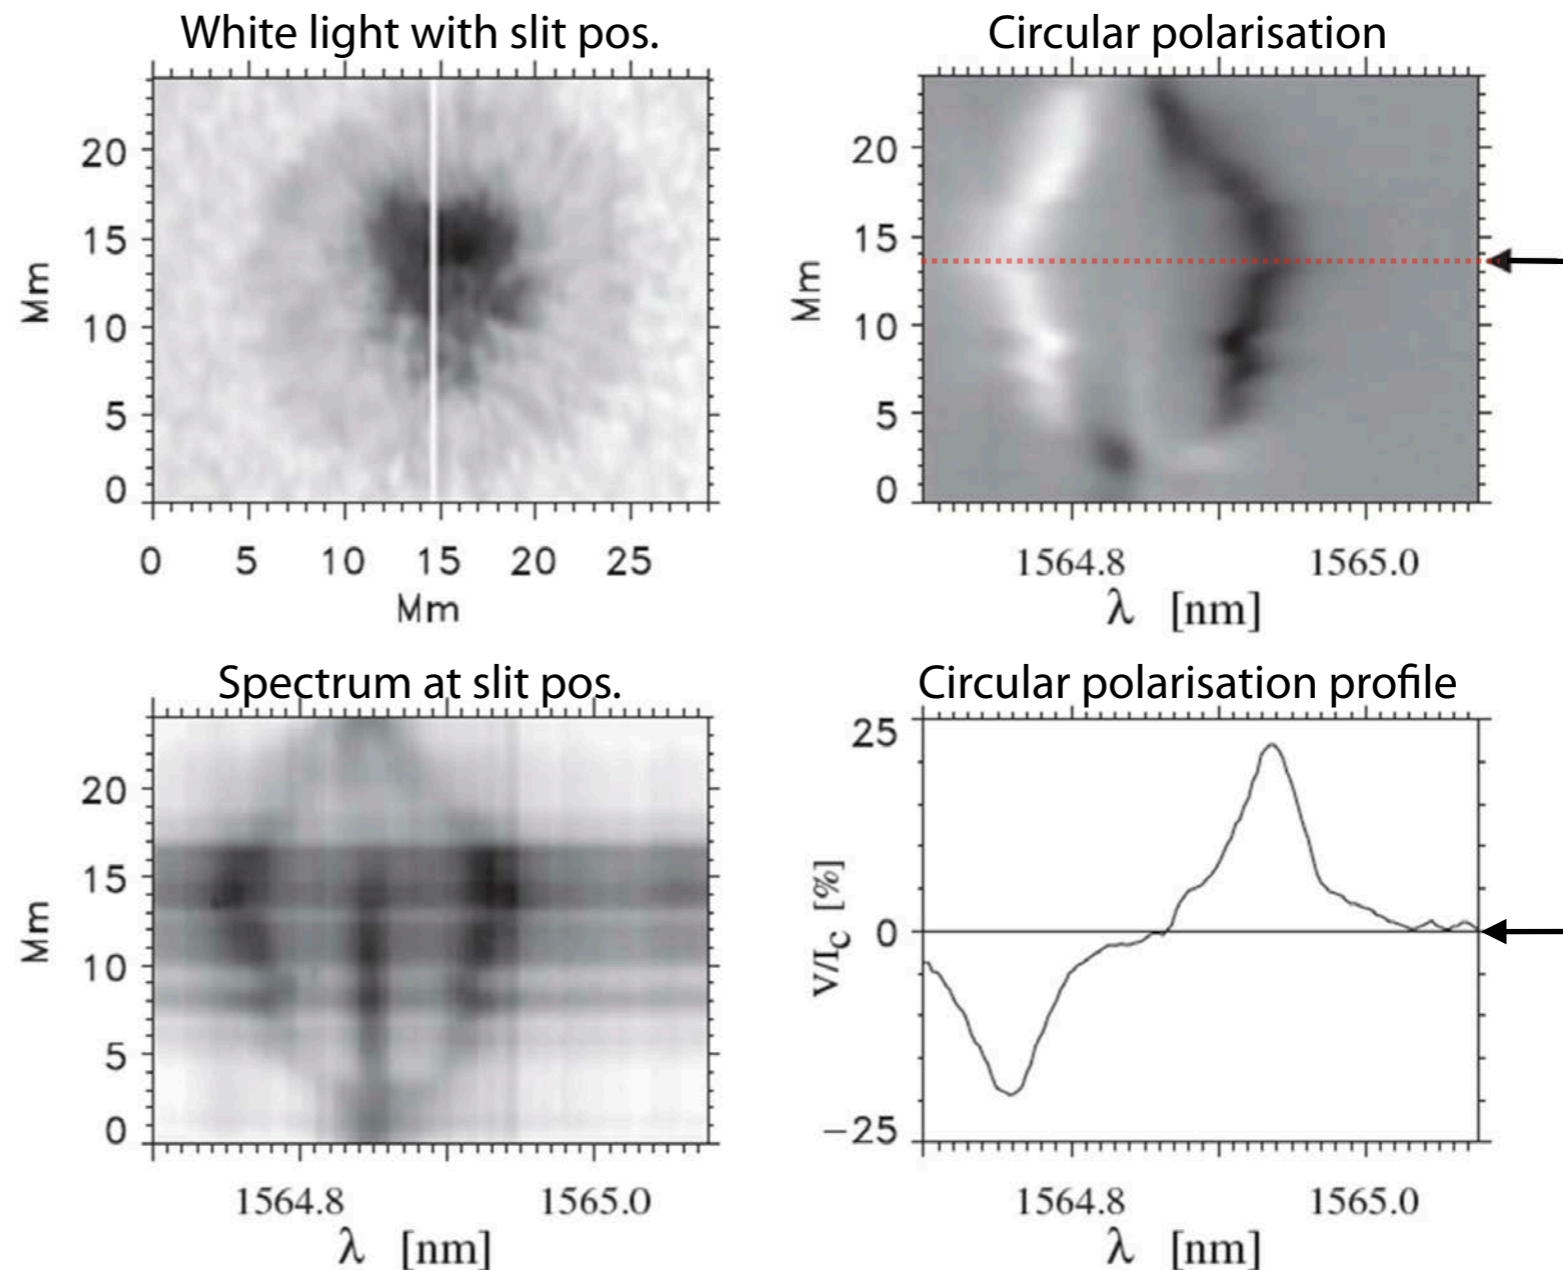 White light with slit pos.
20
15
10
5
0
Mm
0 5 10 15 20 25
Mm
Circular polarisation
20
15
10
5
0
Mm
1564.8 1565.0
λ [nm]
Spectrum at slit pos.
20
15
10
5
0
Mm
1564.8 1565.0
λ [nm]
Circular polarisation profile
25
0
−25
V/Ic [%]
1564.8 1565.0
λ [nm]